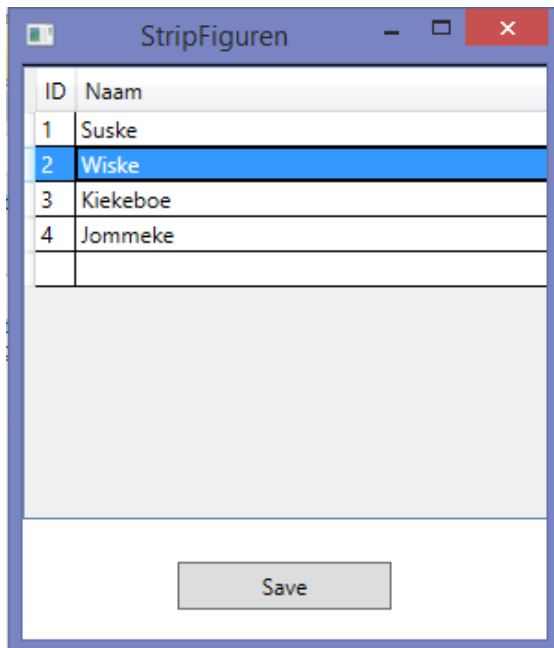 StripFiguren
ID Naam
1 Suske
2 Wiske
3 Kiekeboe
4 Jommeke
Save